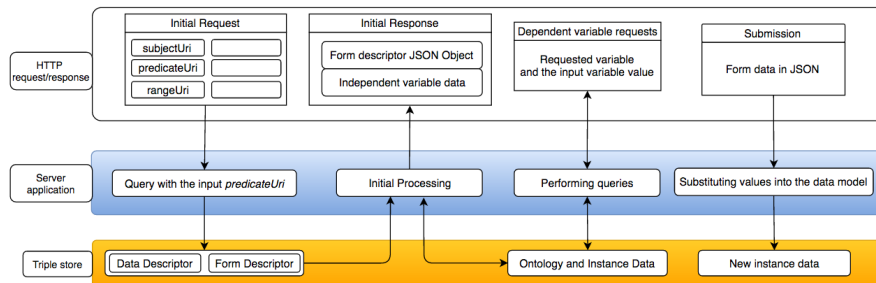 Initial Request
Initial Response
Dependent variable requests
Submission
HTTP
request/response
subjectUri
predicateUri
rangeUri
Form descriptor JSON Object
Independent variable data
Requested variable
and the input variable value
Form data in JSON
Server
application
Query with the input predicateUri
Initial Processing
Performing queries
Substituting values into the data model
Triple store
Data Descriptor
Form Descriptor
Ontology and Instance Data
New instance data